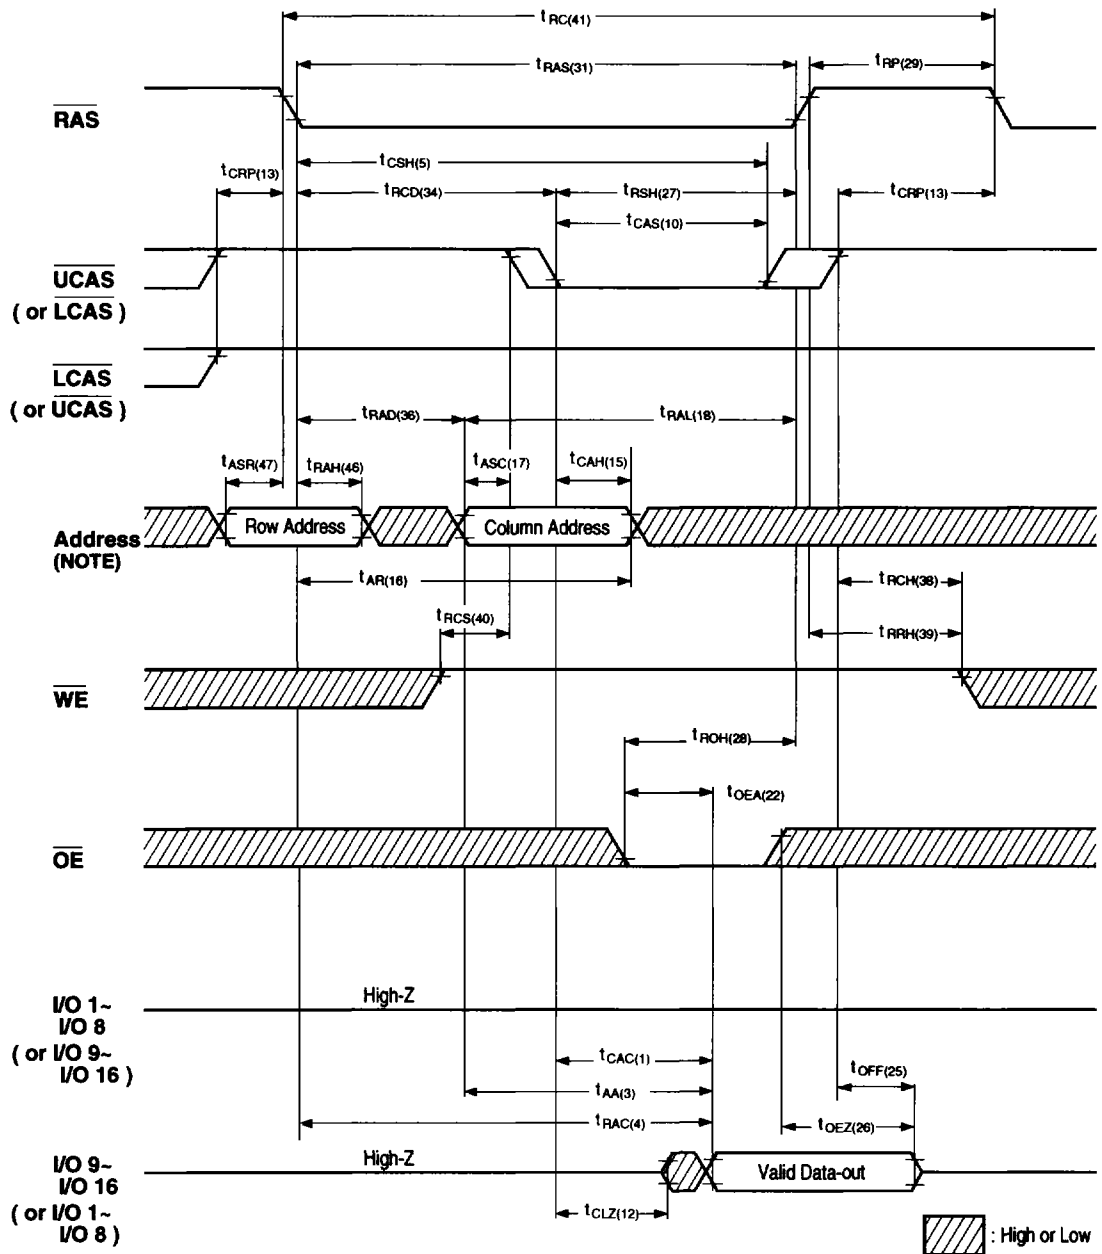 tRC(41)
tRAS(31)
tRP(29)
RAS
tCSH(5)
tCRP(13)
tRCD(34)
tRSH(27)
tCRP(13)
tCAS(10)
UCAS
( or LCAS )
LCAS
( or UCAS )
tRAD(36)
tRAL(18)
tASR(47)
tRAH(46)
tASC(17)
tCAH(15)
Address
(NOTE)
Row Address
Column Address
tAR(16)
tRCH(38)
tRCS(40)
tRRH(39)
WE
tROH(28)
tOEA(22)
OE
I/O 1~
I/O 8
( or I/O 9~
I/O 16 )
High-Z
tCAC(1)
tOFF(25)
tAA(3)
tRAC(4)
tOEZ(26)
I/O 9~
I/O 16
( or I/O 1~
I/O 8 )
High-Z
Valid Data-out
tCLZ(12)
: High or Low